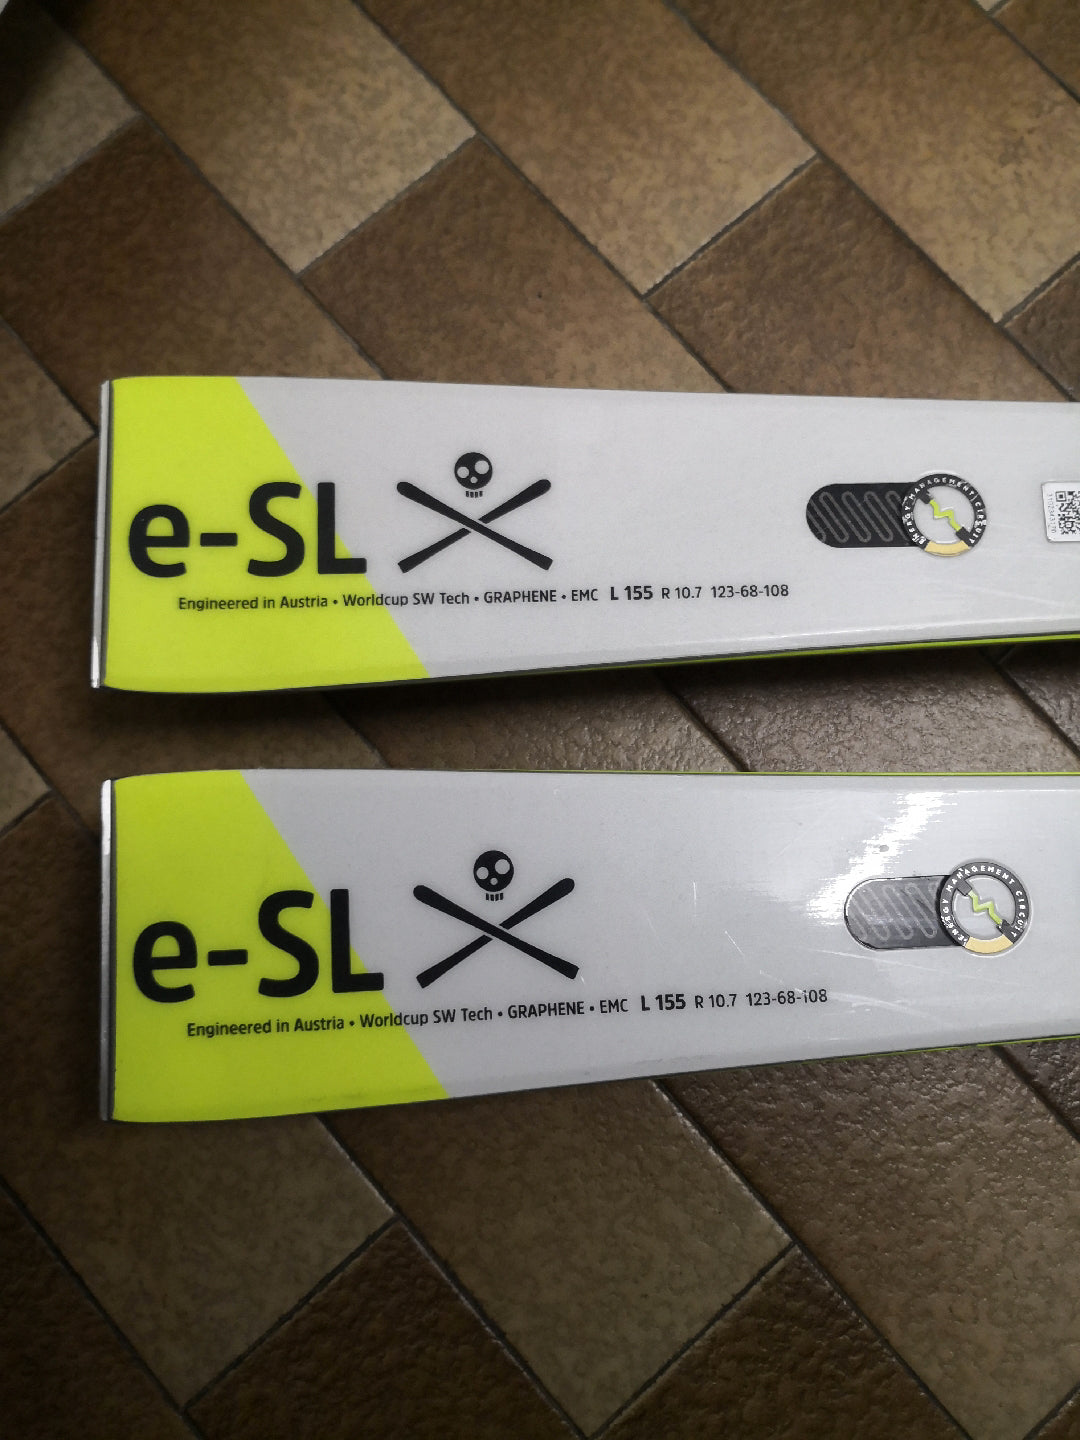 e-SL
Engineered in Austria • Worldcup SW Tech • GRAPHENE • EMC L 155 R 10.7 123-68-108
ENERGY MANAGEMENT CIRCUIT
e-SL
Engineered in Austria • Worldcup SW Tech • GRAPHENE • EMC L 155 R 10.7 123-68-108
ENERGY MANAGEMENT CIRCUIT